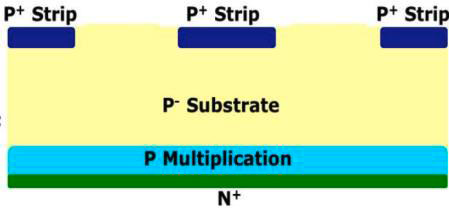 P⁺ Strip P⁺ Strip P⁺ Strip
P⁻ Substrate
P Multiplication
N⁺